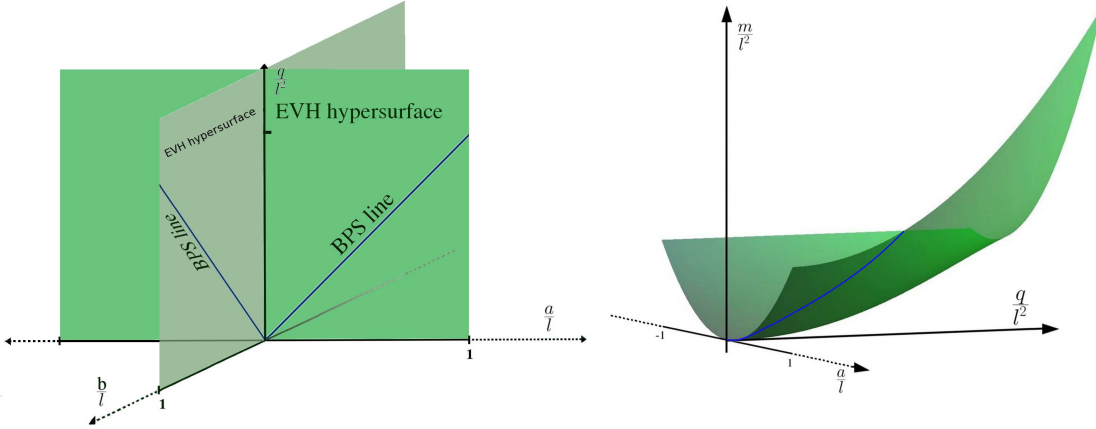 q/l²
EVH hypersurface
EVH hypersurface
BPS line
BPS line
a/l
1
b/l
1
m/l²
q/l²
-1
1
a/l